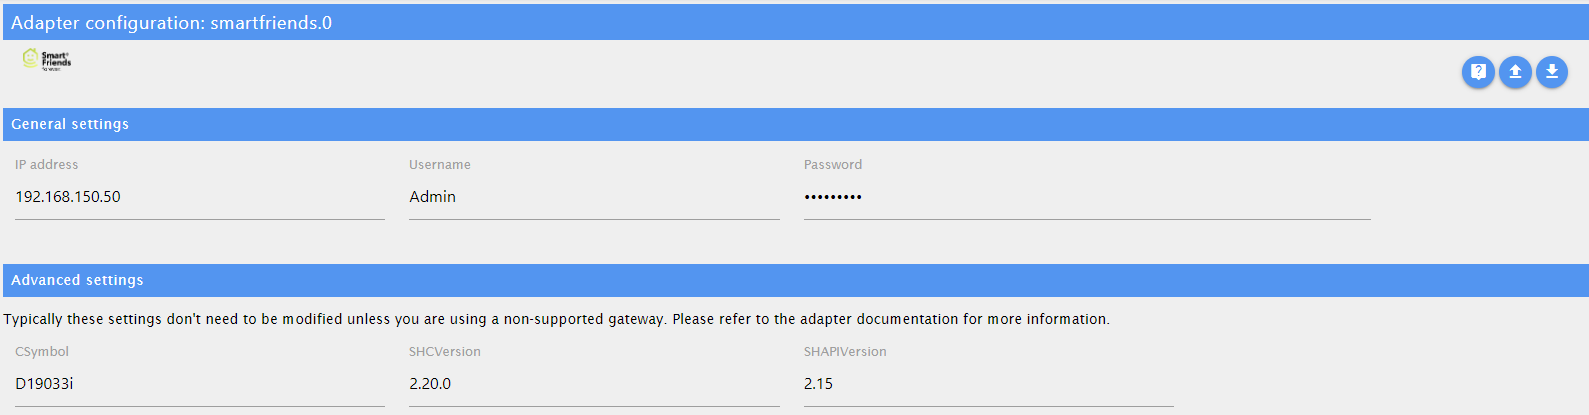 Adapter configuration: smartfriends.0
Smart
Friends
forever.
?
General settings
IP address Username Password
192.168.150.50 Admin •••••••••
Advanced settings
Typically these settings don't need to be modified unless you are using a non-supported gateway. Please refer to the adapter documentation for more information.
CSymbol SHCVersion SHAPIVersion
D19033i 2.20.0 2.15